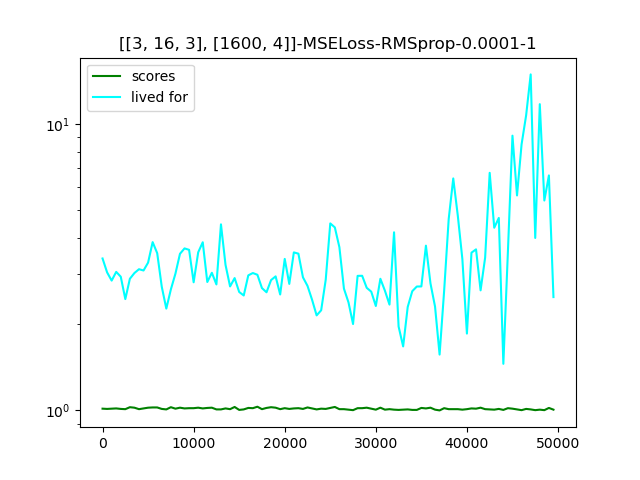 [[3, 16, 3], [1600, 4]]-MSELoss-RMSprop-0.0001-1
scores
lived for
10¹
10⁰
0 10000 20000 30000 40000 50000